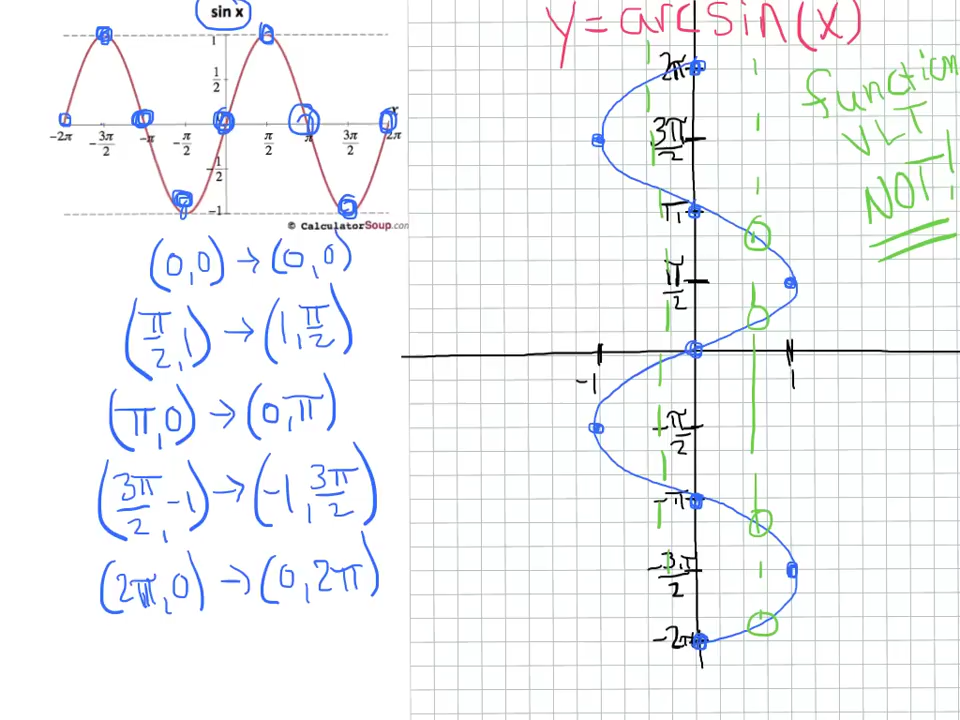 sin x
1
1/2
x
-2π -3π/2 -π -π/2 π/2 π 3π/2 2π
-1/2
-1
© CalculatorSoup.con
(0,0) → (0,0)
(π/2, 1) → (1, π/2)
(π, 0) → (0, π)
(3π/2, -1) → (-1, 3π/2)
(2π, 0) → (0, 2π)
y=arcsin(x)
function
VLT
NOT!
2π
3π/2
π
π/2
-1 1
-π/2
-π
-3π/2
-2π